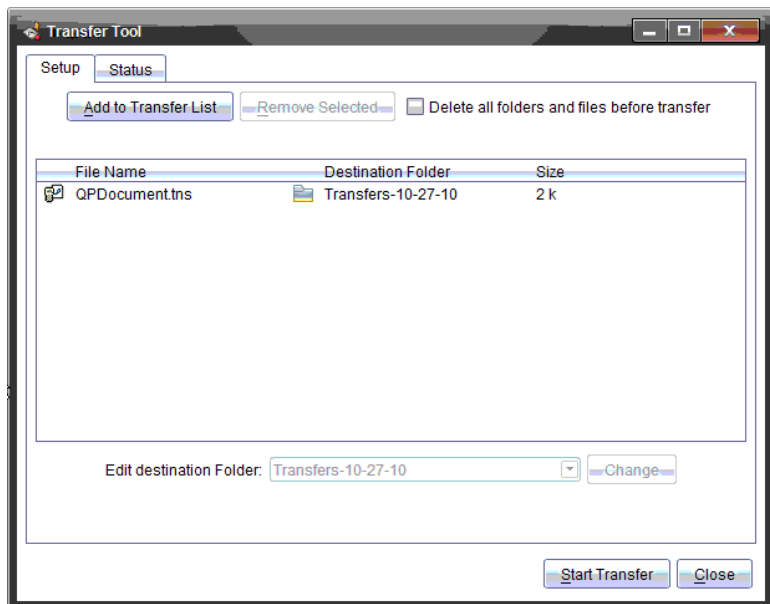 Transfer Tool
Setup Status
Add to Transfer List Remove Selected Delete all folders and files before transfer
File Name Destination Folder Size
QPDocument.tns Transfers-10-27-10 2 k
Edit destination Folder: Transfers-10-27-10 Change
Start Transfer Close